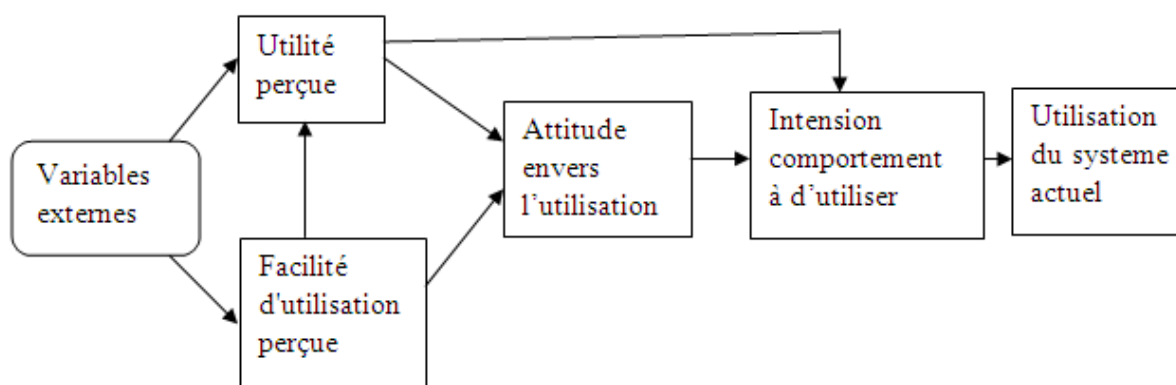 Utilité
perçue
Variables
externes
Facilité
d'utilisation
perçue
Attitude
envers
l’utilisation
Intension
comportement
à d’utiliser
Utilisation
du systeme
actuel